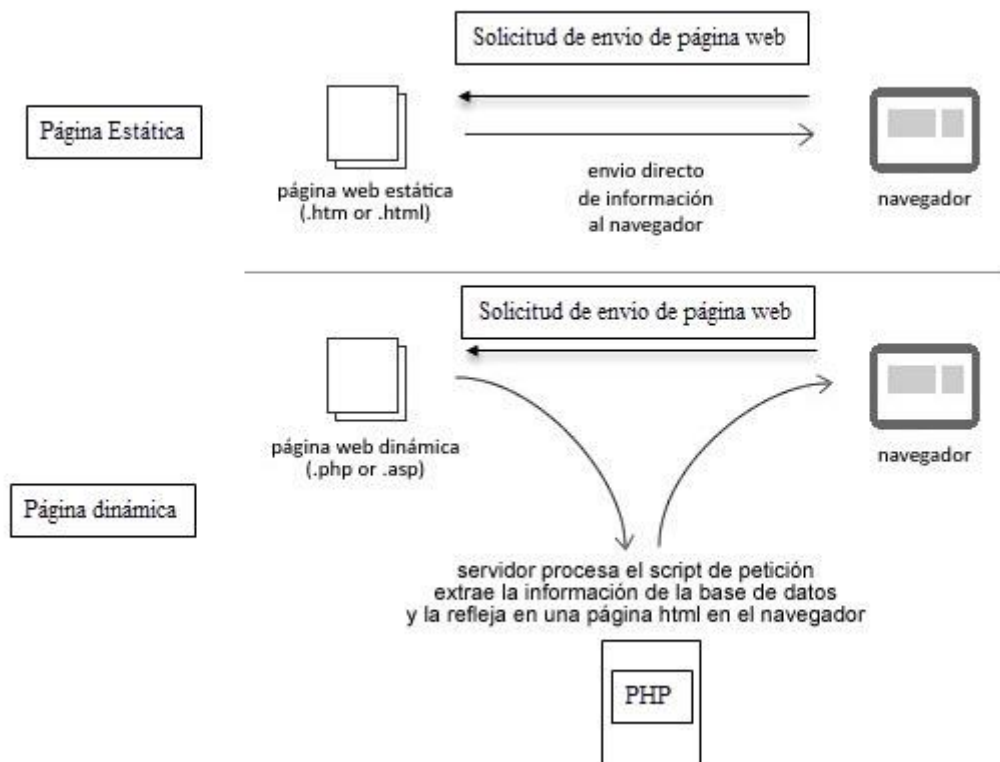 Solicitud de envio de página web
Página Estática
página web estática
(.htm or .html)
envio directo
de información
al navegador
navegador
Solicitud de envio de página web
página web dinámica
(.php or .asp)
navegador
Página dinámica
servidor procesa el script de petición
extrae la información de la base de datos
y la refleja en una página html en el navegador
PHP